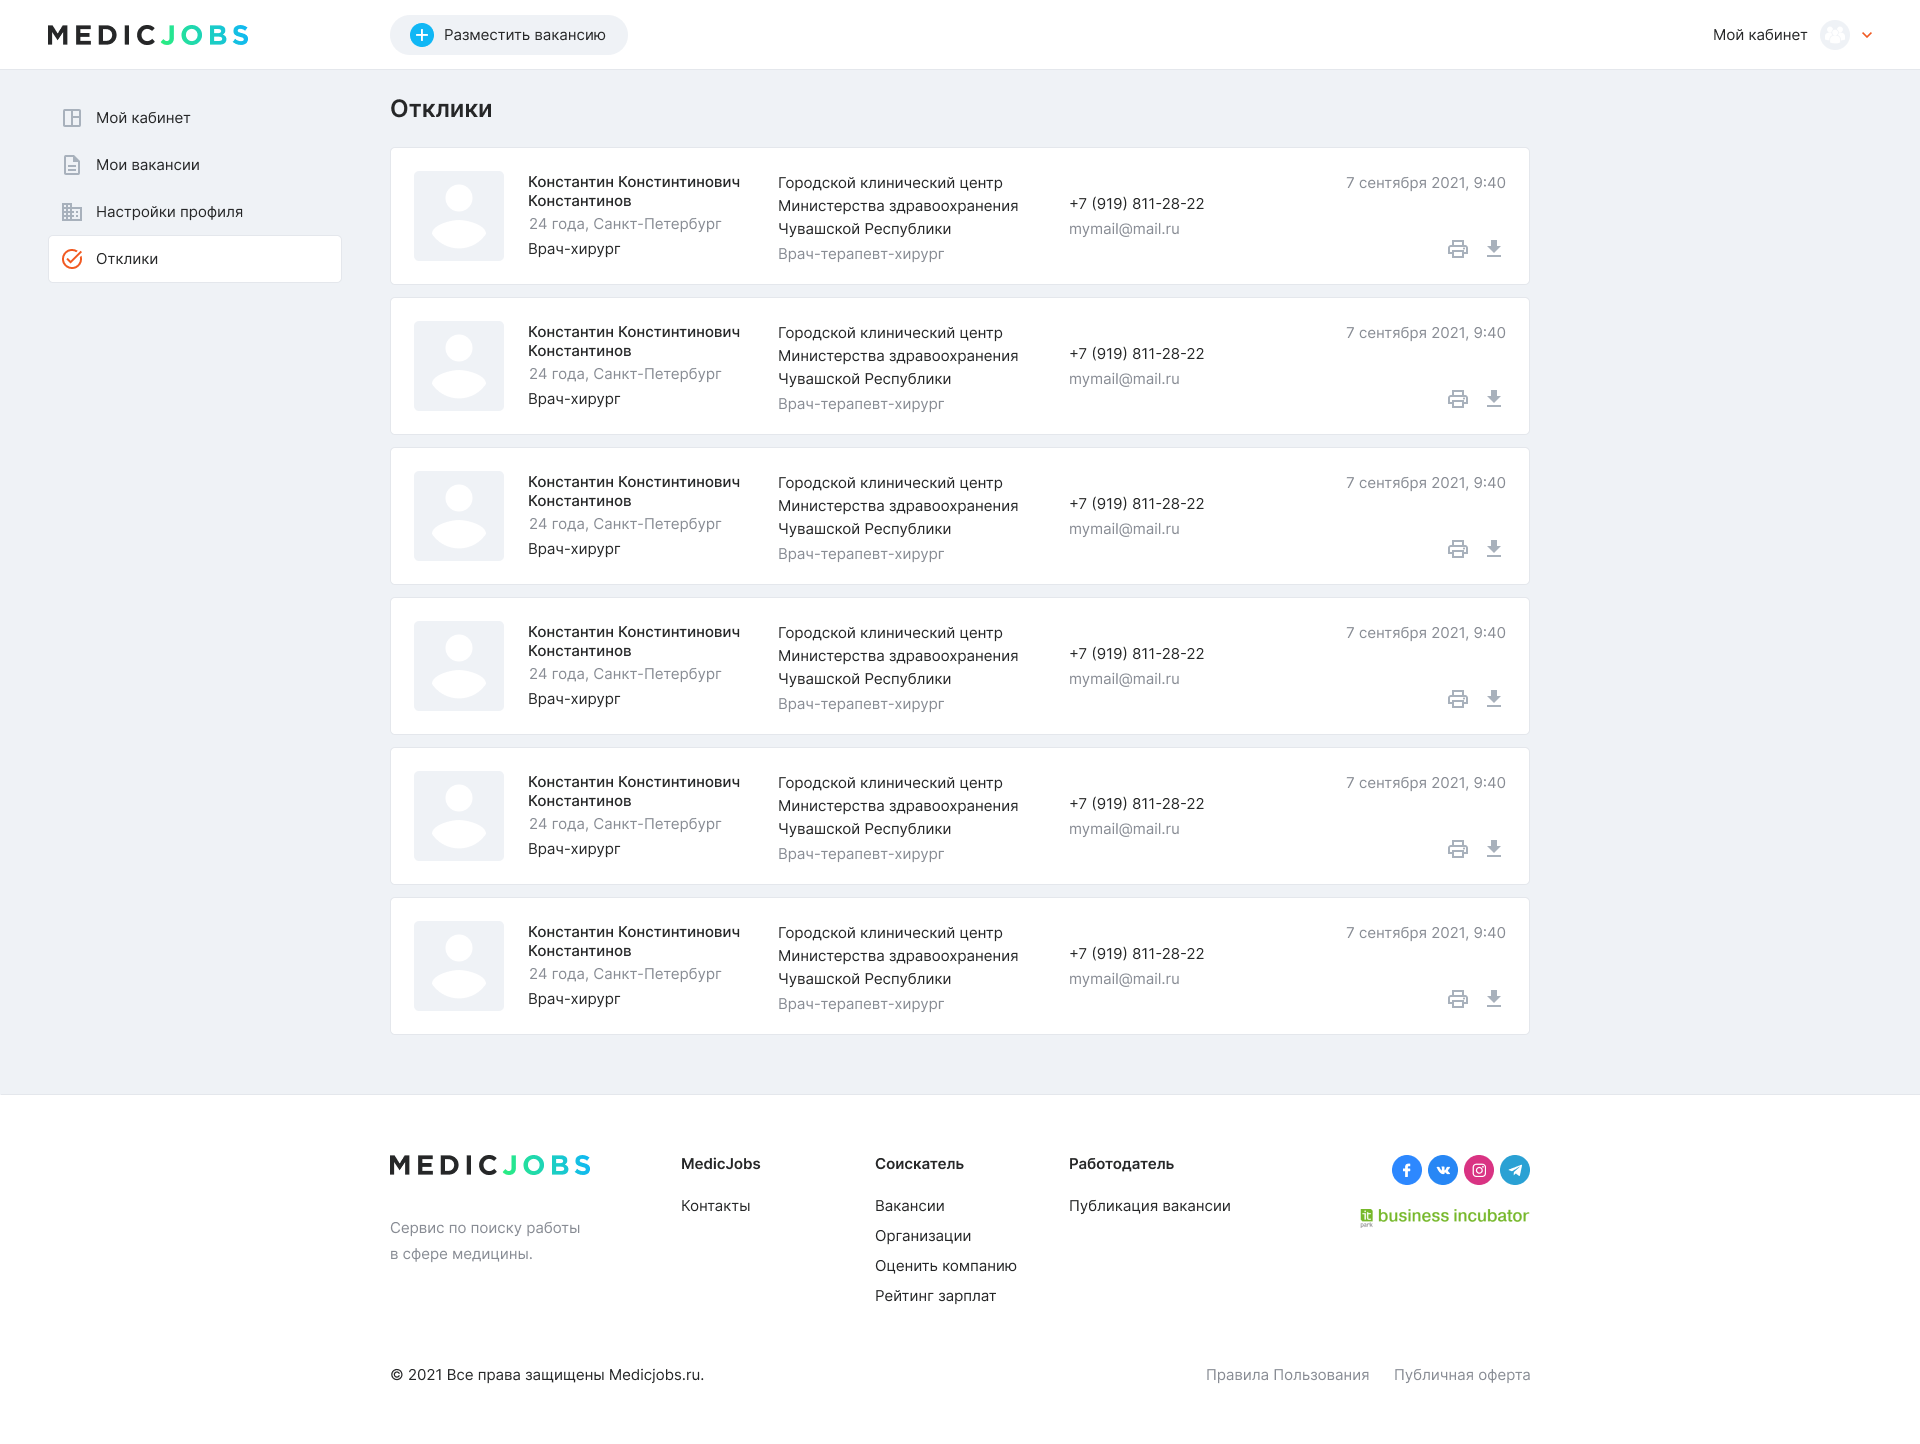 MEDICJOBS
Разместить вакансию
Мой кабинет
Мой кабинет
Мои вакансии
Настройки профиля
Отклики
Отклики
Константин Констинтинович
Константинов
24 года, Санкт-Петербург
Врач-хирург
Городской клинический центр
Министерства здравоохранения
Чувашской Республики
Врач-терапевт-хирург
+7 (919) 811-28-22
mymail@mail.ru
7 сентября 2021, 9:40
Константин Констинтинович
Константинов
24 года, Санкт-Петербург
Врач-хирург
Городской клинический центр
Министерства здравоохранения
Чувашской Республики
Врач-терапевт-хирург
+7 (919) 811-28-22
mymail@mail.ru
7 сентября 2021, 9:40
Константин Констинтинович
Константинов
24 года, Санкт-Петербург
Врач-хирург
Городской клинический центр
Министерства здравоохранения
Чувашской Республики
Врач-терапевт-хирург
+7 (919) 811-28-22
mymail@mail.ru
7 сентября 2021, 9:40
Константин Констинтинович
Константинов
24 года, Санкт-Петербург
Врач-хирург
Городской клинический центр
Министерства здравоохранения
Чувашской Республики
Врач-терапевт-хирург
+7 (919) 811-28-22
mymail@mail.ru
7 сентября 2021, 9:40
Константин Констинтинович
Константинов
24 года, Санкт-Петербург
Врач-хирург
Городской клинический центр
Министерства здравоохранения
Чувашской Республики
Врач-терапевт-хирург
+7 (919) 811-28-22
mymail@mail.ru
7 сентября 2021, 9:40
Константин Констинтинович
Константинов
24 года, Санкт-Петербург
Врач-хирург
Городской клинический центр
Министерства здравоохранения
Чувашской Республики
Врач-терапевт-хирург
+7 (919) 811-28-22
mymail@mail.ru
7 сентября 2021, 9:40
MEDICJOBS
Сервис по поиску работы
в сфере медицины.
MedicJobs
Контакты
Соискатель
Вакансии
Организации
Оценить компанию
Рейтинг зарплат
Работодатель
Публикация вакансии
it park business incubator
© 2021 Все права защищены Medicjobs.ru.
Правила Пользования
Публичная оферта